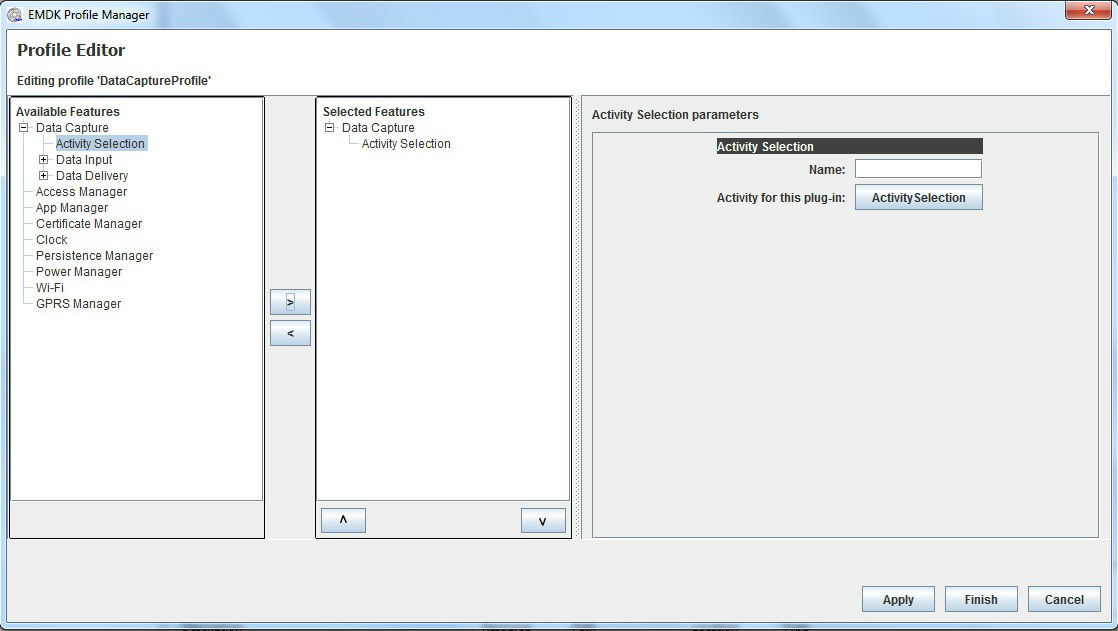 EMDK Profile Manager
Profile Editor
Editing profile 'DataCaptureProfile'
Available Features
Data Capture
Activity Selection
Data Input
Data Delivery
Access Manager
App Manager
Certificate Manager
Clock
Persistence Manager
Power Manager
Wi-Fi
GPRS Manager
>
<
Selected Features
Data Capture
Activity Selection
^
v
Activity Selection parameters
Activity Selection
Name:
Activity for this plug-in: ActivitySelection
Apply Finish Cancel